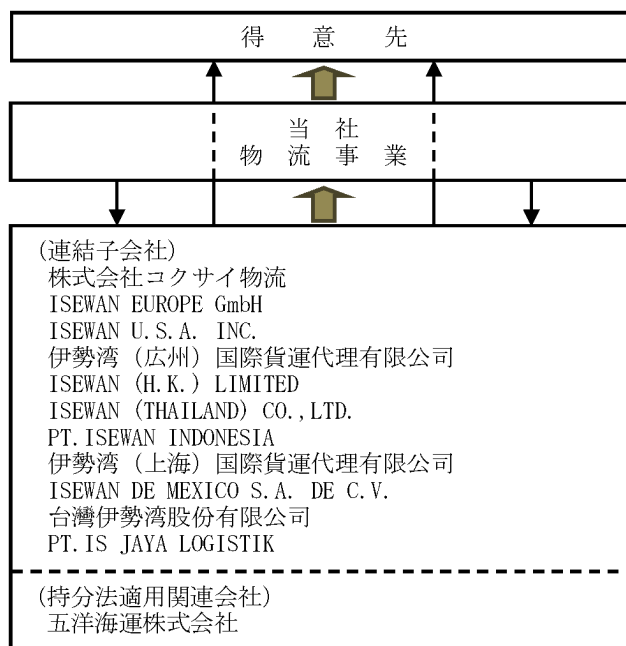 得意先
当社
物流事業
(連結子会社)
株式会社コクサイ物流
ISEWAN EUROPE GmbH
ISEWAN U.S.A. INC.
伊勢湾（広州）国際貨運代理有限公司
ISEWAN (H.K.) LIMITED
ISEWAN (THAILAND) CO.,LTD.
PT.ISEWAN INDONESIA
伊勢湾（上海）国際貨運代理有限公司
ISEWAN DE MEXICO S.A. DE C.V.
台灣伊勢湾股份有限公司
PT.IS JAYA LOGISTIK
(持分法適用関連会社)
五洋海運株式会社